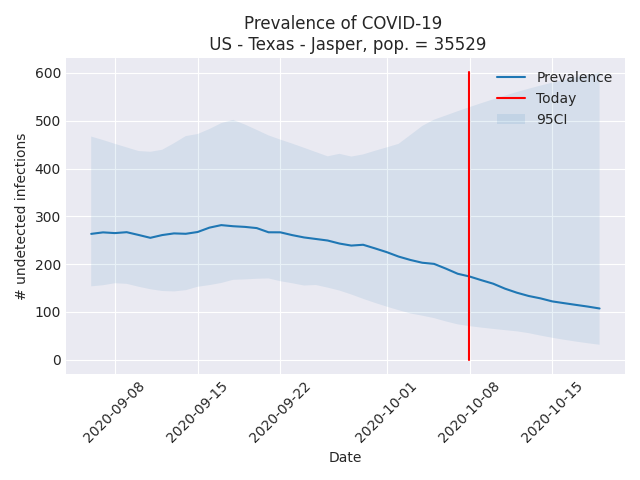 Prevalence of COVID-19
US - Texas - Jasper, pop. = 35529
600
500
400
300
200
100
0
# undetected infections
Prevalence
Today
95CI
2020-09-08
2020-09-15
2020-09-22
2020-10-01
2020-10-08
2020-10-15
Date